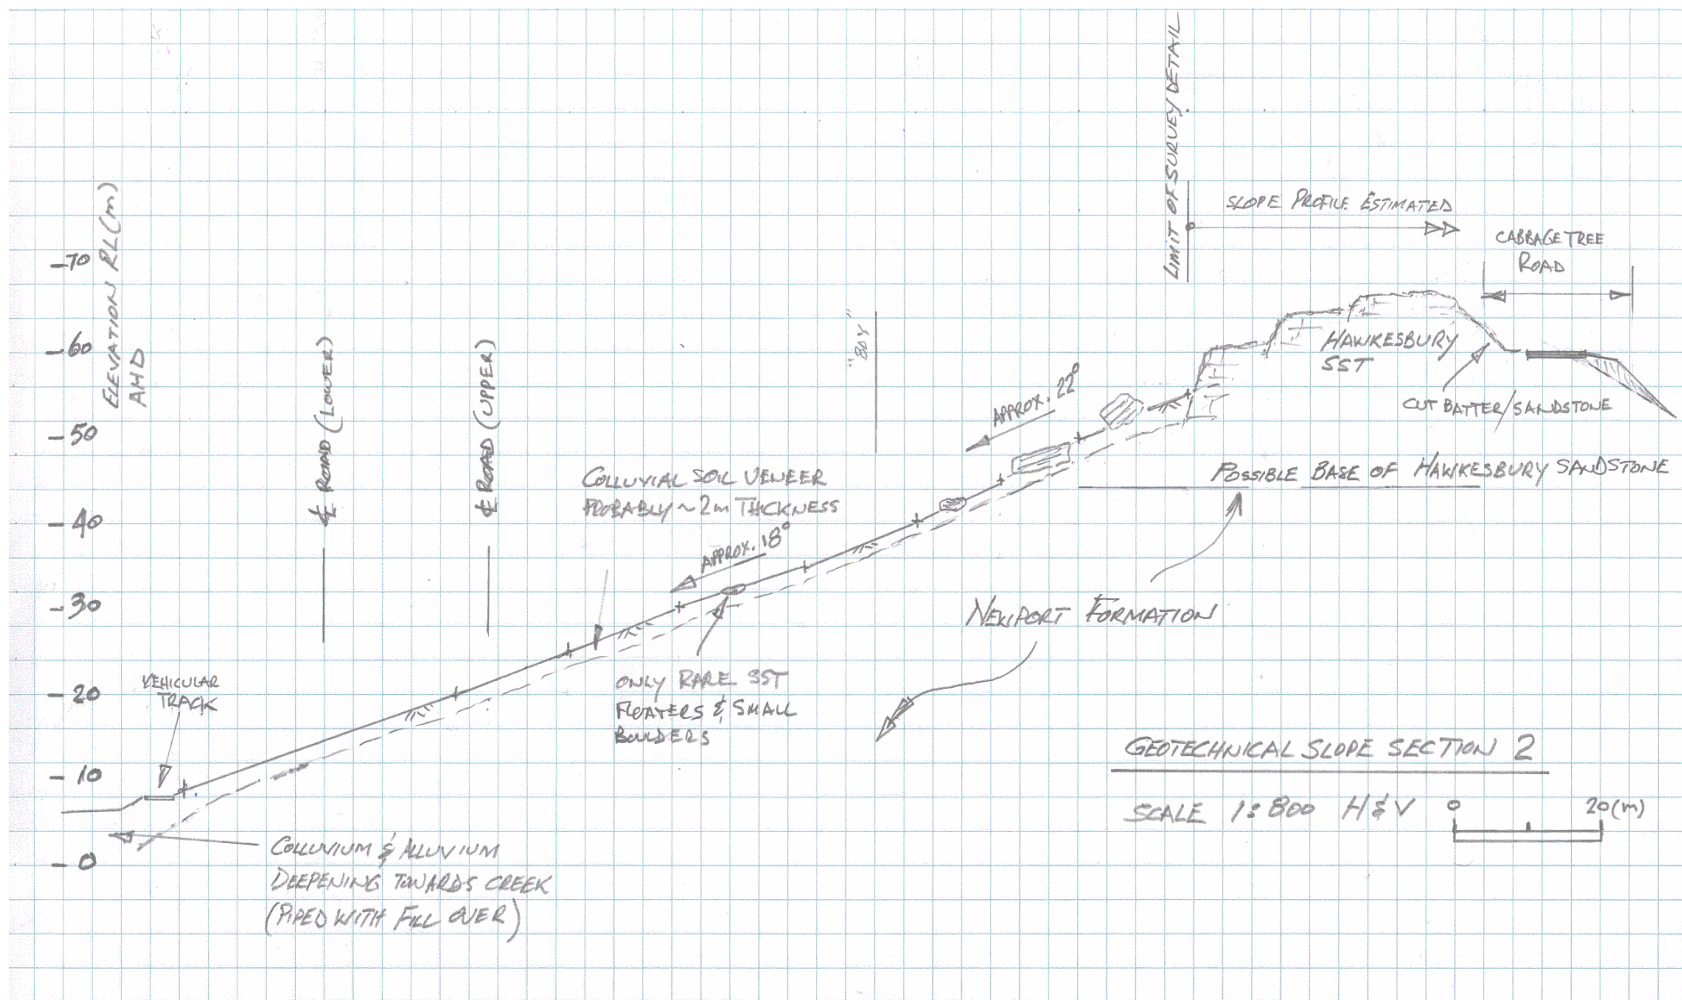 LIMIT OF SURVEY DETAIL
SLOPE PROFILE ESTIMATED
CABBAGE TREE
ROAD
ELEVATION RL(m)
AHD
-70
-60
-50
-40
-30
-20
-10
-0
℄ ROAD (LOWER)
℄ ROAD (UPPER)
HAWKESBURY
SST
CUT BATTER/SANDSTONE
APPROX. 22°
POSSIBLE BASE OF HAWKESBURY SANDSTONE
COLLUVIAL SOIL VENEER
PROBABLY ~2m THICKNESS
APPROX. 18°
NEWPORT FORMATION
VEHICULAR
TRACK
ONLY RARE SST
FLOATERS & SMALL
BOULDERS
GEOTECHNICAL SLOPE SECTION 2
SCALE 1:800 H & V
0 20(m)
COLLUVIUM & ALLUVIUM
DEEPENING TOWARDS CREEK
(PIPED WITH FILL OVER)